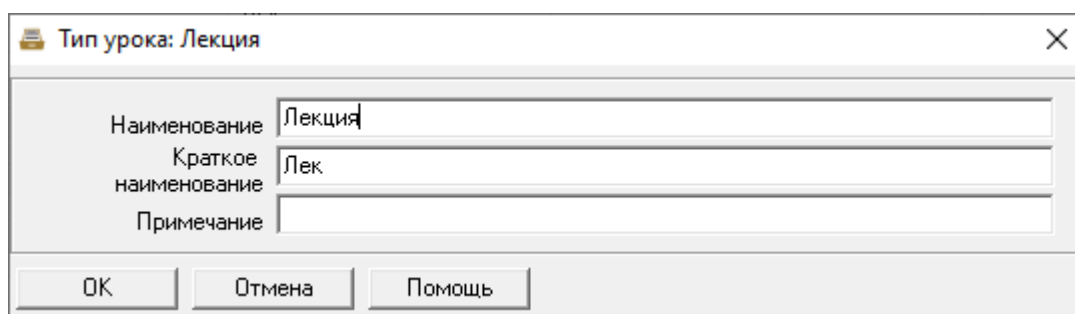 Тип урока: Лекция
Наименование Лекция
Краткое наименование Лек
Примечание
ОК Отмена Помощь